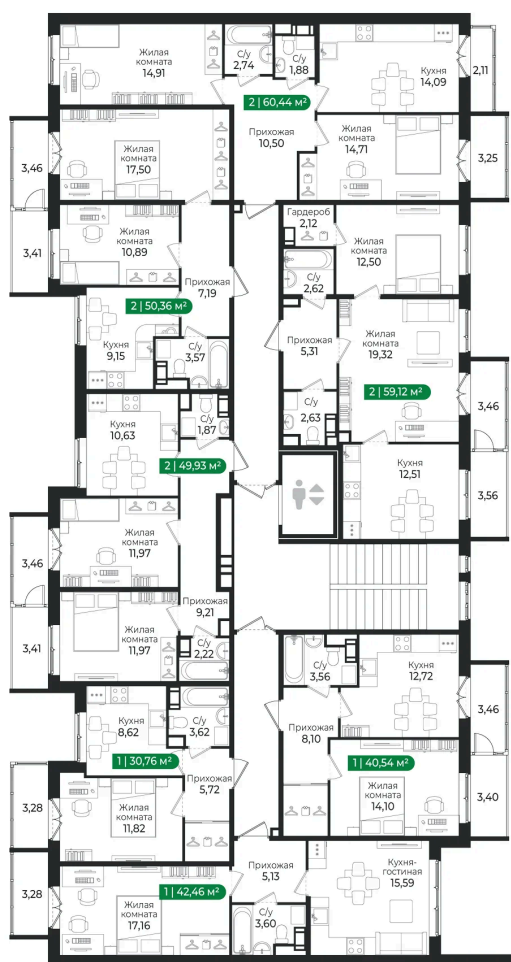 Жилая
комната
14,91
С/у
2,74
С/у
1,88
Кухня
14,09
2,11
2 | 60,44 м²
Прихожая
10,50
3,46
Жилая
комната
17,50
Жилая
комната
14,71
3,25
3,41
Жилая
комната
10,89
Гардероб
2,12
Жилая
комната
12,50
Прихожая
7,19
С/у
2,62
2 | 50,36 м²
Кухня
9,15
С/у
3,57
Прихожая
5,31
Жилая
комната
19,32
2 | 59,12 м²
3,46
Кухня
10,63
С/у
1,87
С/у
2,63
2 | 49,93 м²
Кухня
12,51
3,56
3,46
Жилая
комната
11,97
Прихожая
9,21
3,41
Жилая
комната
11,97
С/у
2,22
С/у
3,56
Кухня
12,72
3,46
Кухня
8,62
С/у
3,62
Прихожая
8,10
1 | 30,76 м²
5,72
1 | 40,54 м²
Жилая
комната
14,10
3,40
3,28
Жилая
комната
11,82
3,28
1 | 42,46 м²
Прихожая
5,13
Кухня-
гостиная
15,59
Жилая
комната
17,16
С/у
3,60